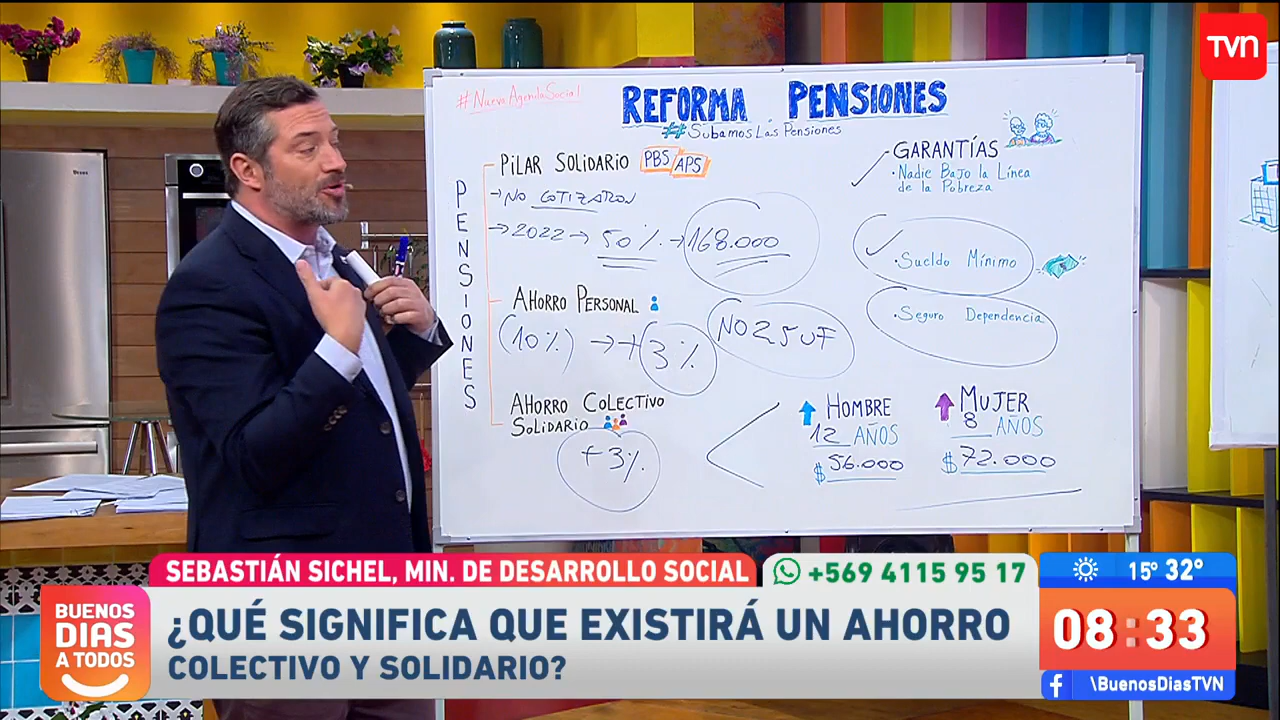 TVN
#NuevaAgendaSocial
REFORMA PENSIONES
#SubamosLasPensiones
PENSIONES
PILAR SOLIDARIO PBS/APS
→ NO COTIZARON
→ 2022 → 50% → 168.000
AHORRO PERSONAL
(10%) → + 3% NO 25 UF
AHORRO COLECTIVO
SOLIDARIO
+3%
GARANTÍAS
· Nadie Bajo la Línea
de la Pobreza
· Sueldo Mínimo
· Seguro Dependencia
HOMBRE
12 AÑOS
$56.000
MUJER
8 AÑOS
$72.000
SEBASTIÁN SICHEL, MIN. DE DESARROLLO SOCIAL
+569 4115 95 17
15° 32°
BUENOS
DIAS
A TODOS
¿QUÉ SIGNIFICA QUE EXISTIRÁ UN AHORRO
COLECTIVO Y SOLIDARIO?
08:33
\BuenosDiasTVN